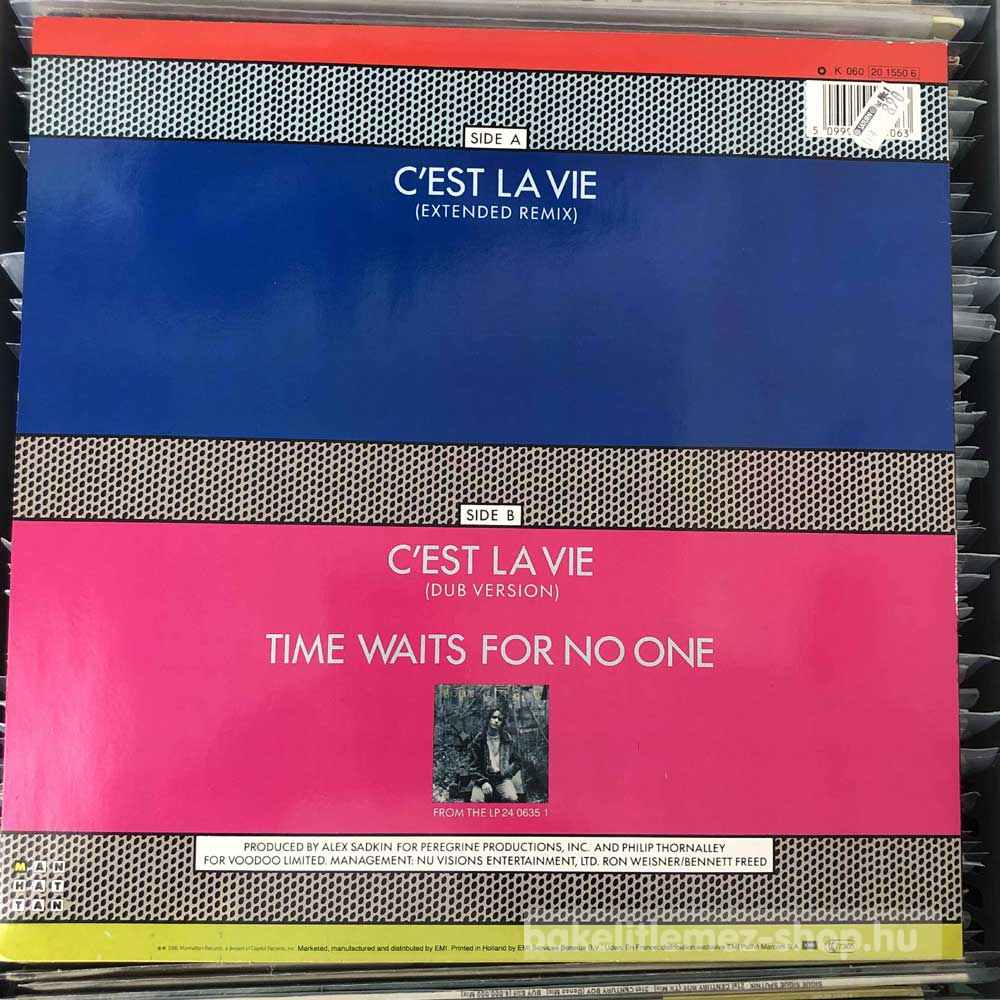 K 060 20 1550 6
SIDE A
C'EST LA VIE
(EXTENDED REMIX)
SIDE B
C'EST LA VIE
(DUB VERSION)
TIME WAITS FOR NO ONE
FROM THE LP 24 0635 1
PRODUCED BY ALEX SADKIN FOR PEREGRINE PRODUCTIONS, INC. AND PHILIP THORNALLEY
FOR VOODOO LIMITED. MANAGEMENT: NU VISIONS ENTERTAINMENT, LTD. RON WEISNER/BENNETT FREED
MAN
HAT
TAN
Marketed, manufactured and distributed by EMI. Printed in Holland by EMI
bakelitlemez-shop.hu